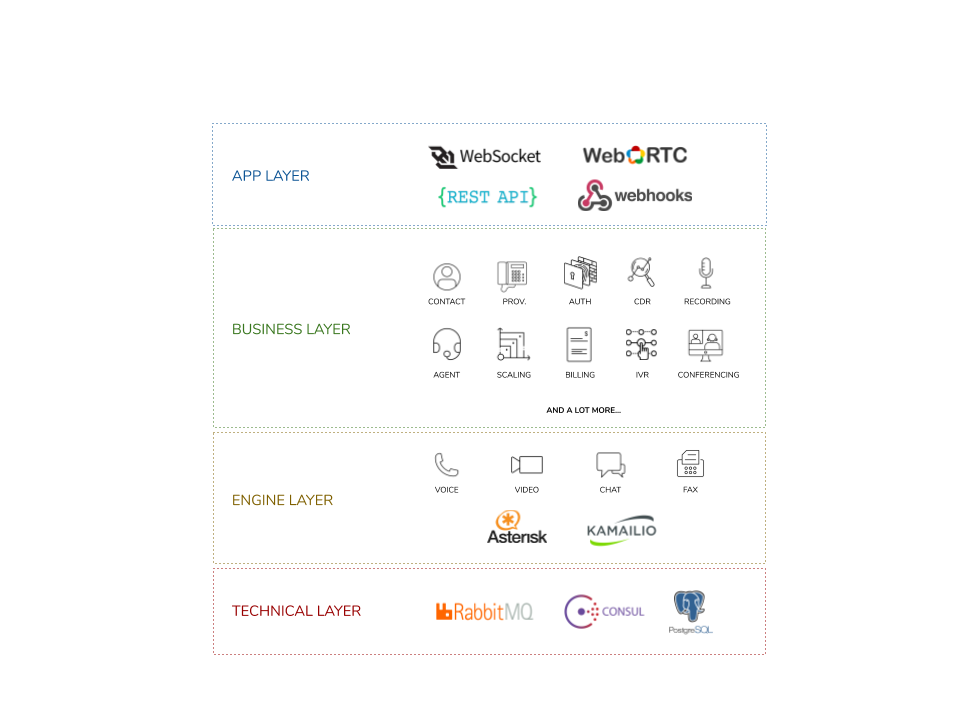 APP LAYER
WebSocket
WebRTC
{REST API}
webhooks
BUSINESS LAYER
CONTACT
PROV.
AUTH
CDR
RECORDING
AGENT
SCALING
BILLING
IVR
CONFERENCING
AND A LOT MORE...
ENGINE LAYER
VOICE
VIDEO
CHAT
FAX
Asterisk
KAMAILIO
TECHNICAL LAYER
RabbitMQ
CONSUL
PostgreSQL